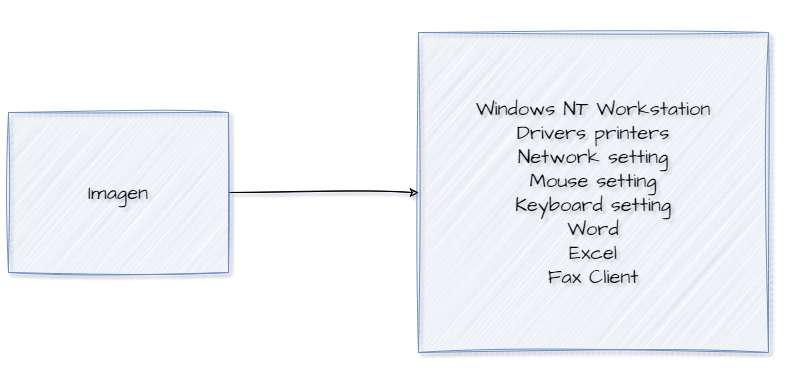 Imagen
Windows NT Workstation
Drivers printers
Network setting
Mouse setting
Keyboard setting
Word
Excel
Fax Client